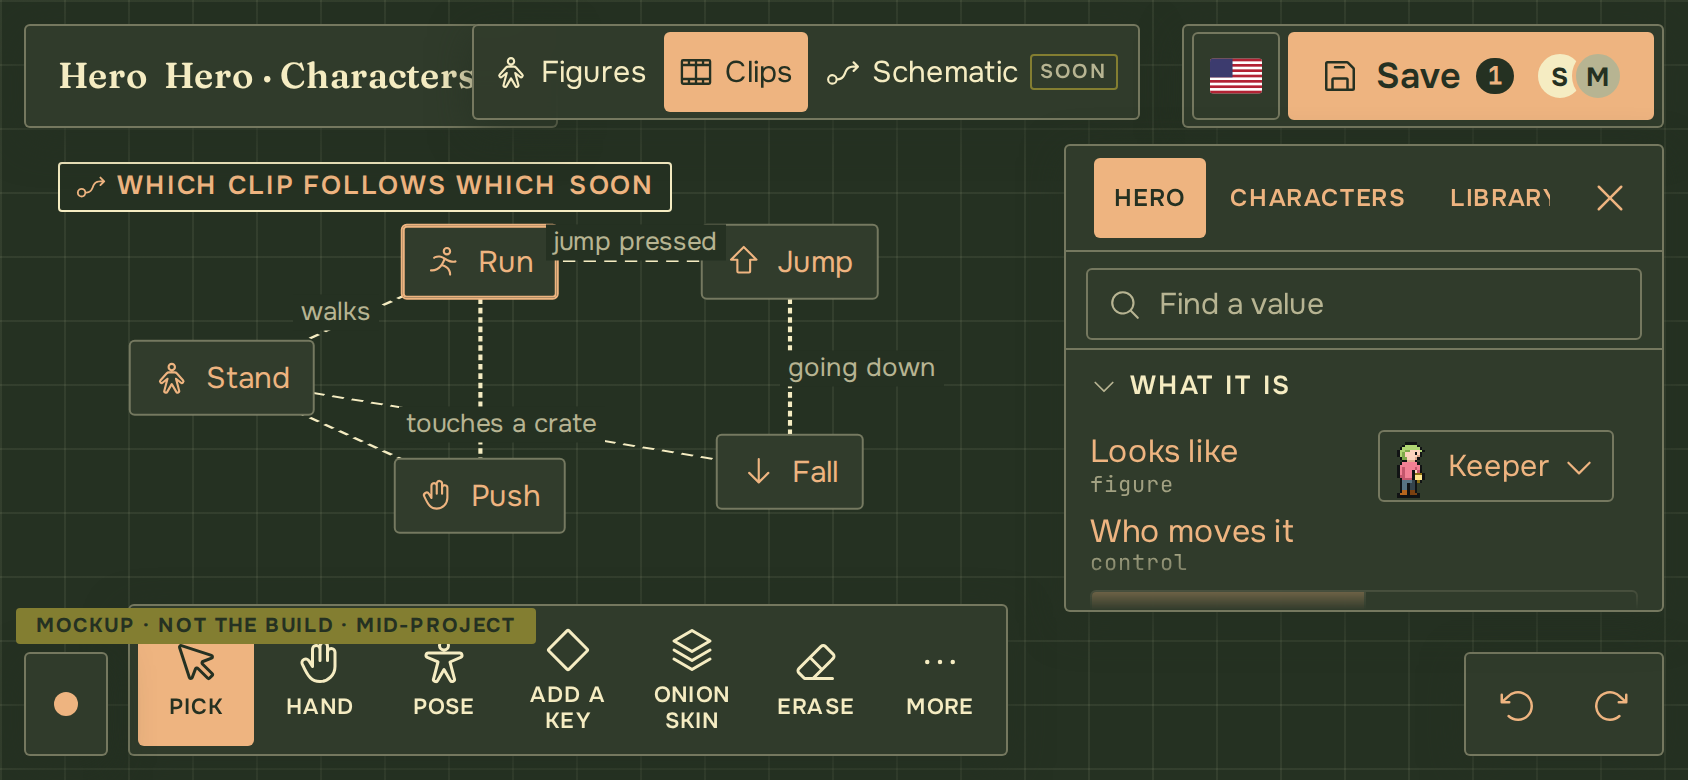 Hero Hero · Characters
Figures
Clips
Schematic SOON
Save 1 S M
WHICH CLIP FOLLOWS WHICH SOON
HERO
CHARACTERS
LIBRARY
Run
jump pressed
Jump
walks
Stand
going down
touches a crate
Push
Fall
Find a value
WHAT IT IS
Looks like
figure
Keeper
Who moves it
control
MOCKUP · NOT THE BUILD · MID-PROJECT
PICK
HAND
POSE
ADD A
KEY
ONION
SKIN
ERASE
MORE